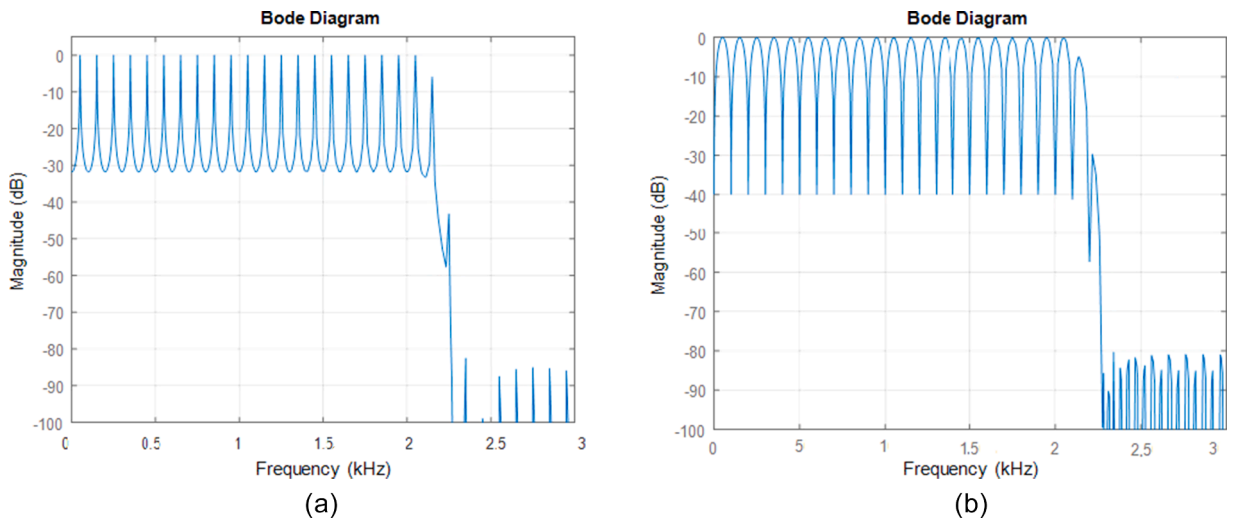 Bode Diagram
0
-10
-20
-30
-40
-50
-60
-70
-80
-90
-100
Magnitude (dB)
0 0.5 1 1.5 2 2.5 3
Frequency (kHz)
(a)
Bode Diagram
0
-10
-20
-30
-40
-50
-60
-70
-80
-90
-100
Magnitude (dB)
0 5 1 1.5 2 2.5 3
Frequency (kHz)
(b)